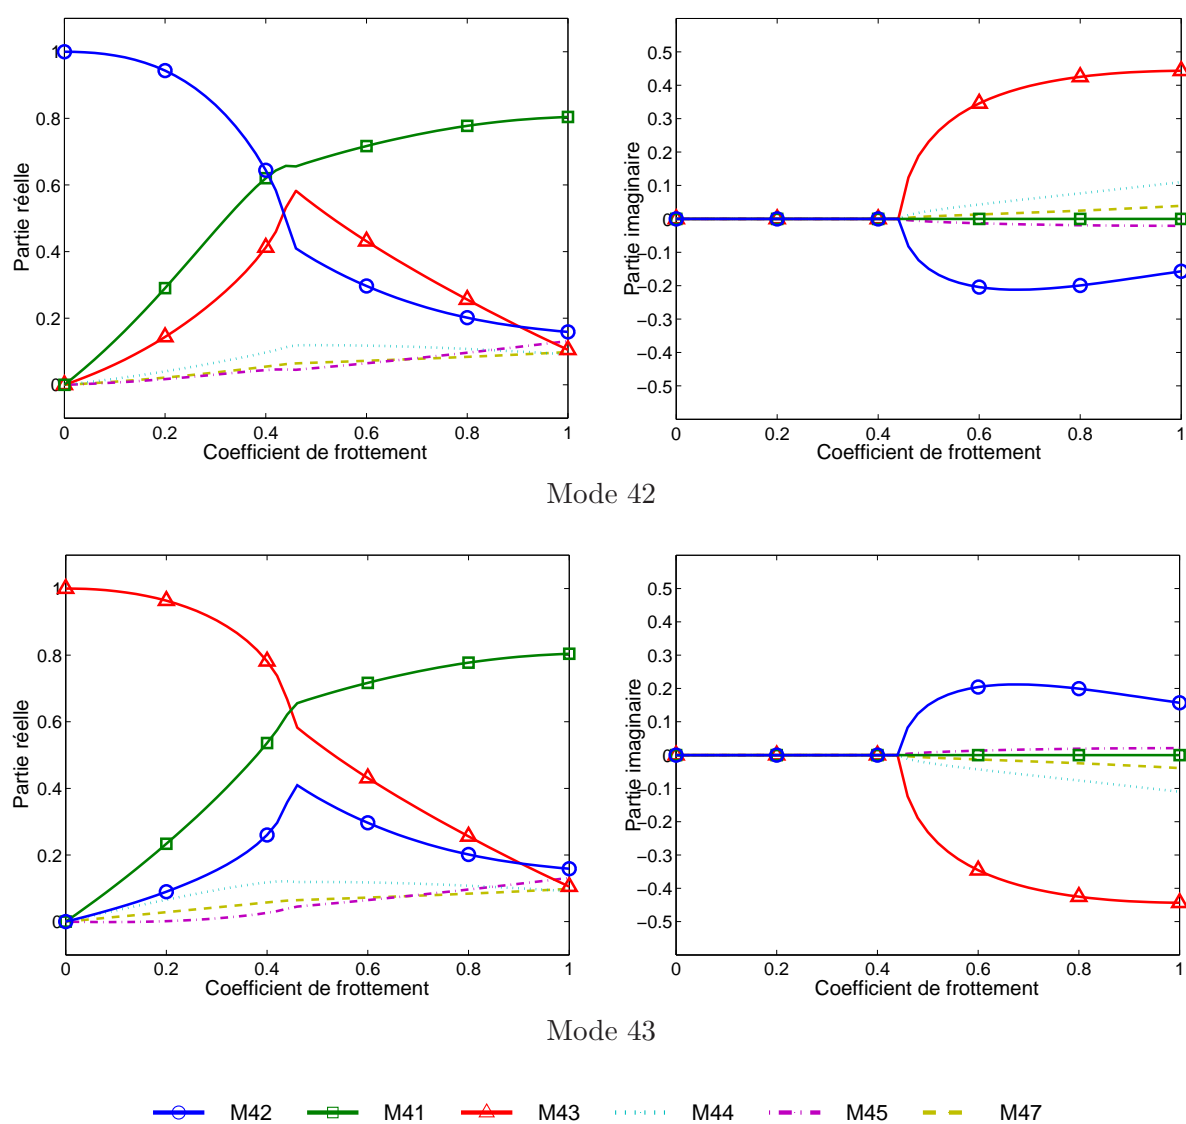 Partie réelle
1
0.8
0.6
0.4
0.2
0
0 0.2 0.4 0.6 0.8 1
Coefficient de frottement
Partie imaginaire
0.5
0.4
0.3
0.2
0.1
0
−0.1
−0.2
−0.3
−0.4
−0.5
0 0.2 0.4 0.6 0.8 1
Coefficient de frottement
Mode 42
Partie réelle
1
0.8
0.6
0.4
0.2
0
0 0.2 0.4 0.6 0.8 1
Coefficient de frottement
Partie imaginaire
0.5
0.4
0.3
0.2
0.1
0
−0.1
−0.2
−0.3
−0.4
−0.5
0 0.2 0.4 0.6 0.8 1
Coefficient de frottement
Mode 43
M42 M41 M43 M44 M45 M47